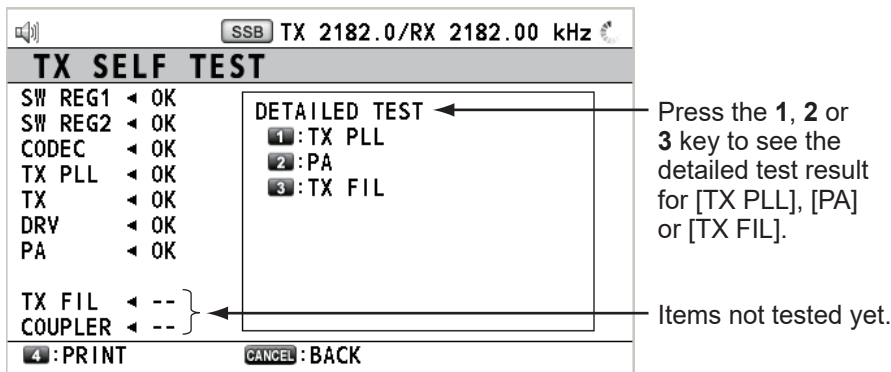 SSB TX 2182.0/RX 2182.00 kHz
TX SELF TEST
SW REG1 ◄ OK
SW REG2 ◄ OK
CODEC ◄ OK
TX PLL ◄ OK
TX ◄ OK
DRV ◄ OK
PA ◄ OK
TX FIL ◄ --
COUPLER ◄ --
DETAILED TEST
1:TX PLL
2:PA
3:TX FIL
4:PRINT
CANCEL:BACK
Press the 1, 2 or
3 key to see the
detailed test result
for [TX PLL], [PA]
or [TX FIL].
Items not tested yet.